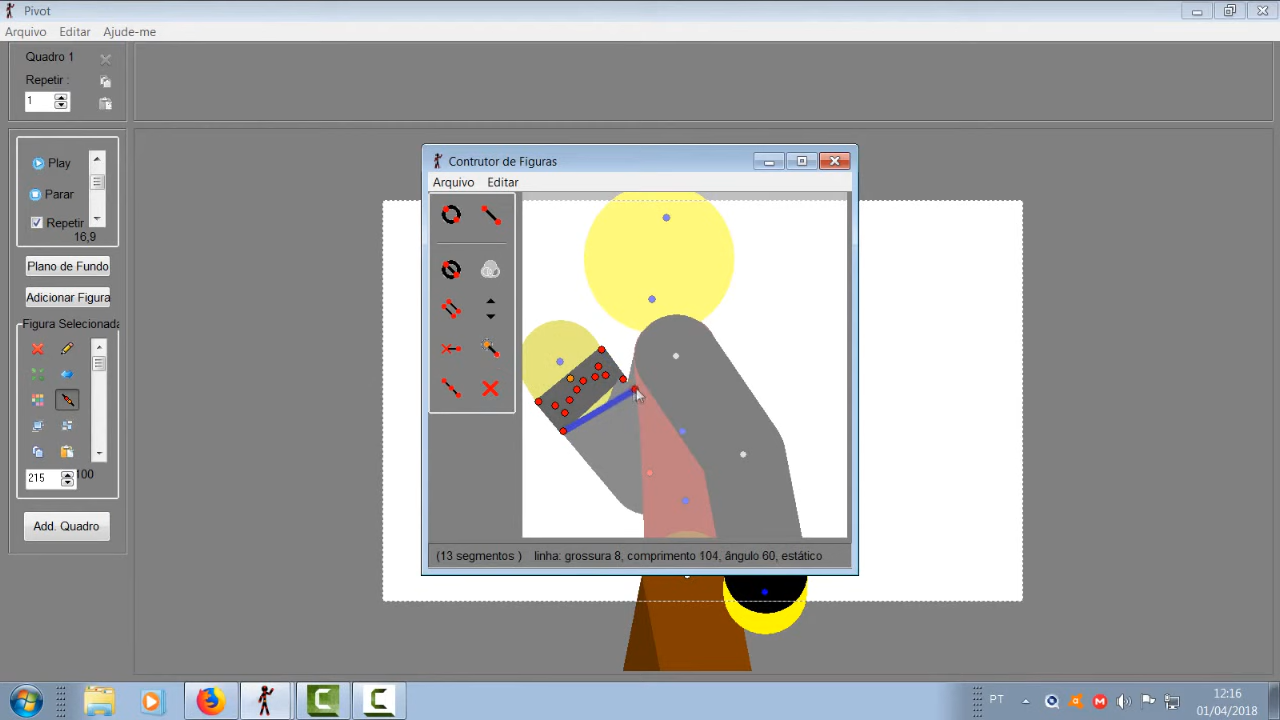 Pivot
Arquivo Editar Ajude-me
Quadro 1
Repetir :
1
Play
Parar
Repetir
16,9
Plano de Fundo
Adicionar Figura
Figura Selecionada
215
100
Add. Quadro
Contrutor de Figuras
Arquivo Editar
(13 segmentos ) linha: grossura 8, comprimento 104, ângulo 60, estático
PT
12:16
01/04/2018